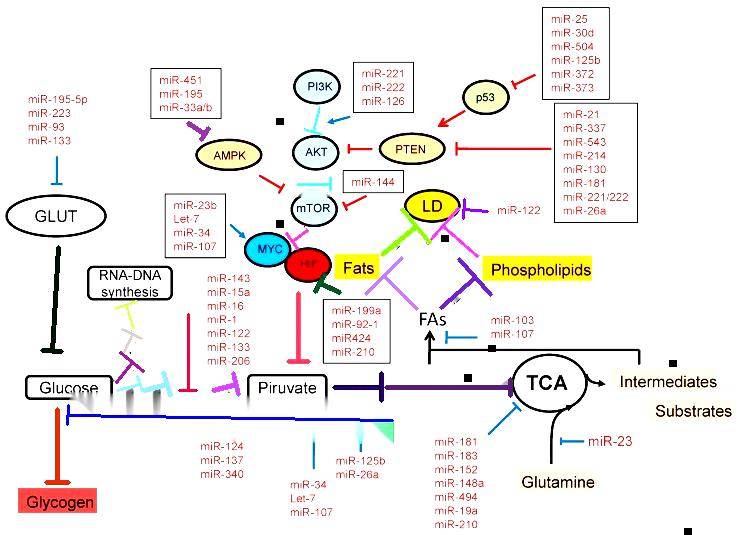 miR-25
miR-30d
miR-504
miR-125b
miR-372
miR-373
miR-451
miR-195
miR-33a/b
PI3K
miR-221
miR-222
miR-126
p53
miR-195-5p
miR-223
miR-93
miR-133
miR-21
miR-337
miR-543
miR-214
miR-130
miR-181
miR-221/222
miR-26a
AMPK
AKT
PTEN
miR-144
miR-23b
Let-7
miR-34
miR-107
mTOR
LD
miR-122
GLUT
MYC
HIF
Fats
Phospholipids
RNA-DNA
synthesis
miR-143
miR-15a
miR-16
miR-1
miR-122
miR-133
miR-206
miR-199a
miR-92-1
miR424
miR-210
FAs
miR-103
miR-107
Glucose
Piruvate
TCA
Intermediates
Substrates
miR-124
miR-137
miR-340
miR-125b
miR-26a
miR-34
Let-7
miR-107
miR-181
miR-183
miR-152
miR-148a
miR-494
miR-19a
miR-210
miR-23
Glutamine
Glycogen